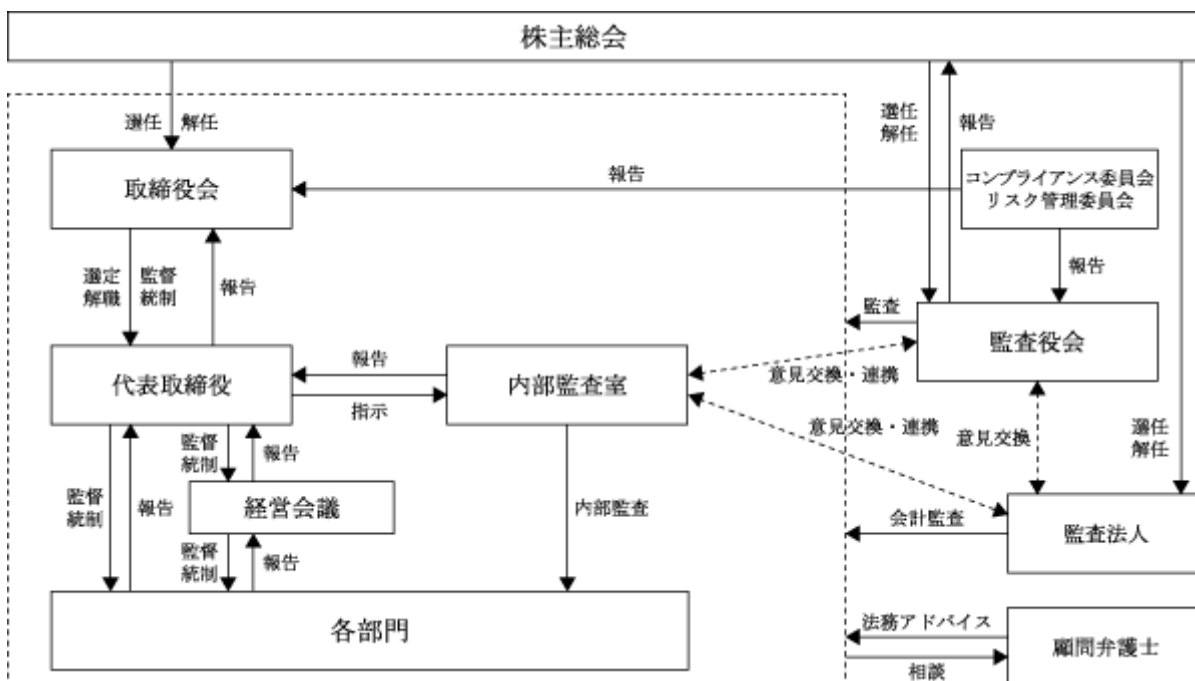 株主総会
選任 解任
選任
解任
報告
取締役会
報告
コンプライアンス委員会
リスク管理委員会
選定
解職
監督
統制
報告
報告
監査
監査役会
代表取締役
報告
指示
内部監査室
意見交換・連携
意見交換・連携
意見交換
選任
解任
監督
統制
報告
監督
統制
報告
経営会議
内部監査
監督
統制
報告
会計監査
監査法人
各部門
法務アドバイス
相談
顧問弁護士